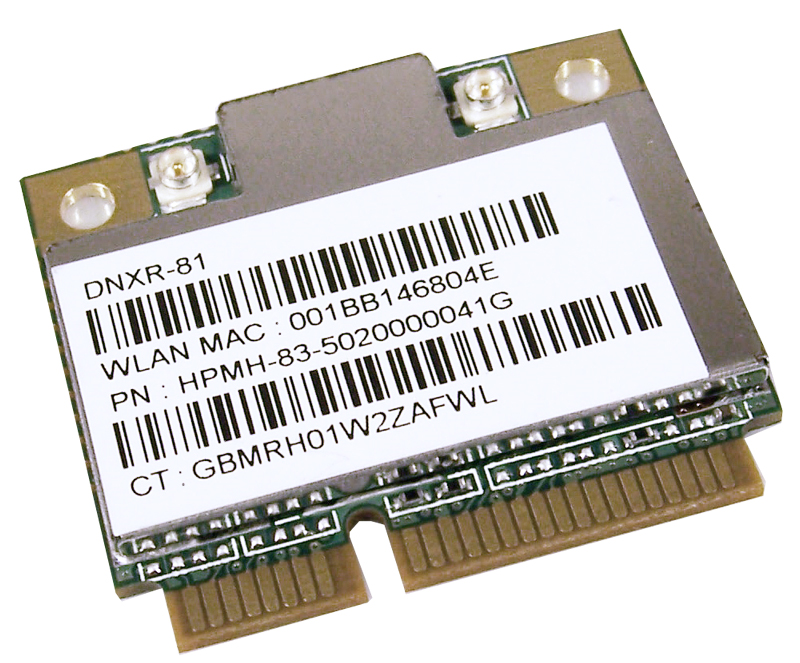 DNXR-81
WLAN MAC : 001BB146804E
PN : HPMH-83-5020000041G
CT : GBMRH01W2ZAFWL